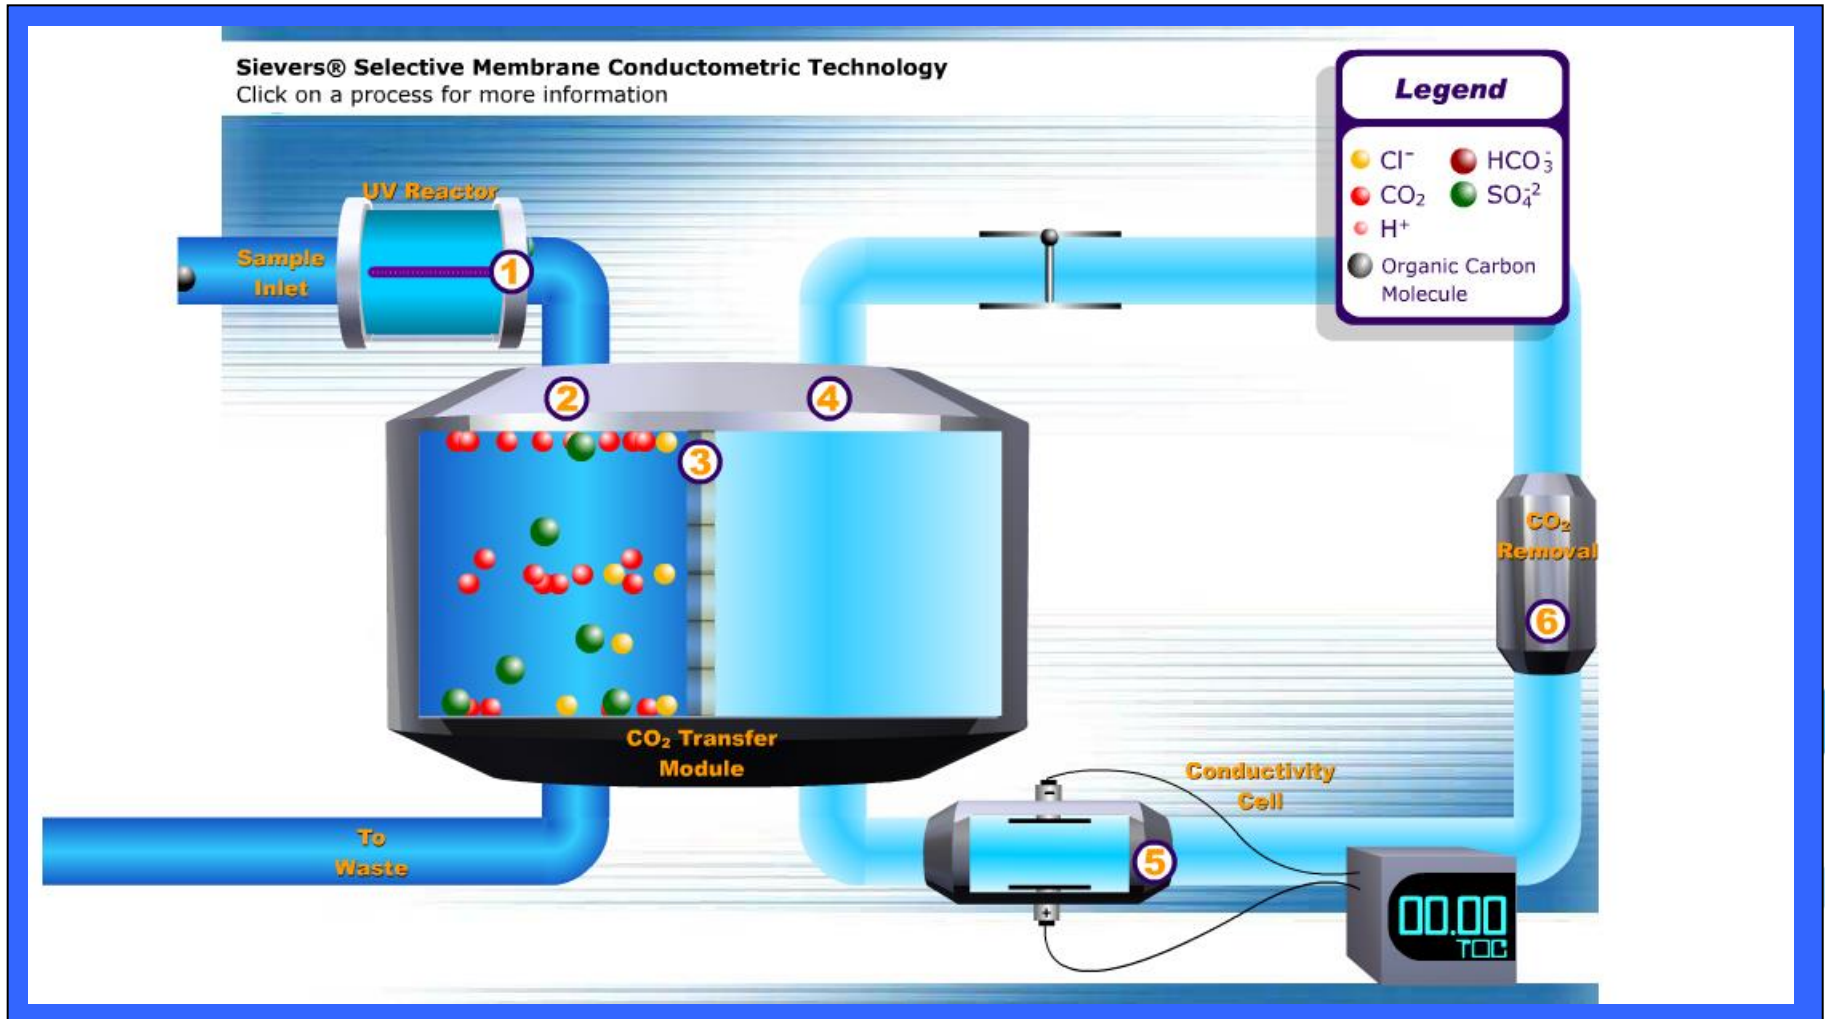 Sievers® Selective Membrane Conductometric Technology
Click on a process for more information
Legend
Cl⁻
HCO₃⁻
CO₂
SO₄⁻²
H⁺
Organic Carbon
Molecule
UV Reactor
Sample
Inlet
1
2
4
3
CO₂
Removal
6
CO₂ Transfer
Module
Conductivity
Cell
-
5
+
To
Waste
00.00
TOC